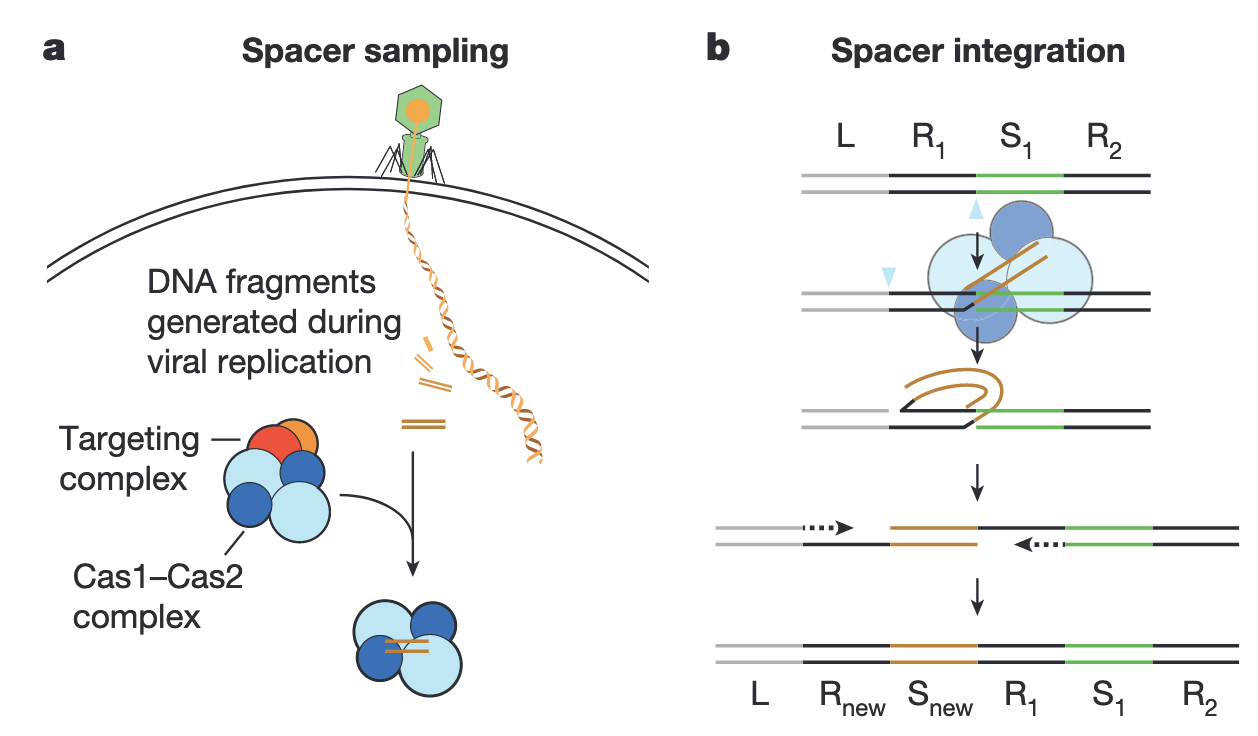 a
Spacer sampling
DNA fragments
generated during
viral replication
Targeting
complex
Cas1–Cas2
complex
b
Spacer integration
L R1 S1 R2
L Rnew Snew R1 S1 R2